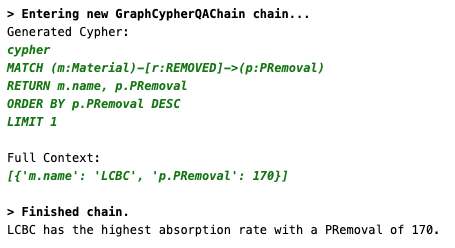 > Entering new GraphCypherQAChain chain...
Generated Cypher:
cypher
MATCH (m:Material)-[r:REMOVED]->(p:PRemoval)
RETURN m.name, p.PRemoval
ORDER BY p.PRemoval DESC
LIMIT 1

Full Context:
[{'m.name': 'LCBC', 'p.PRemoval': 170}]

> Finished chain.
LCBC has the highest absorption rate with a PRemoval of 170.